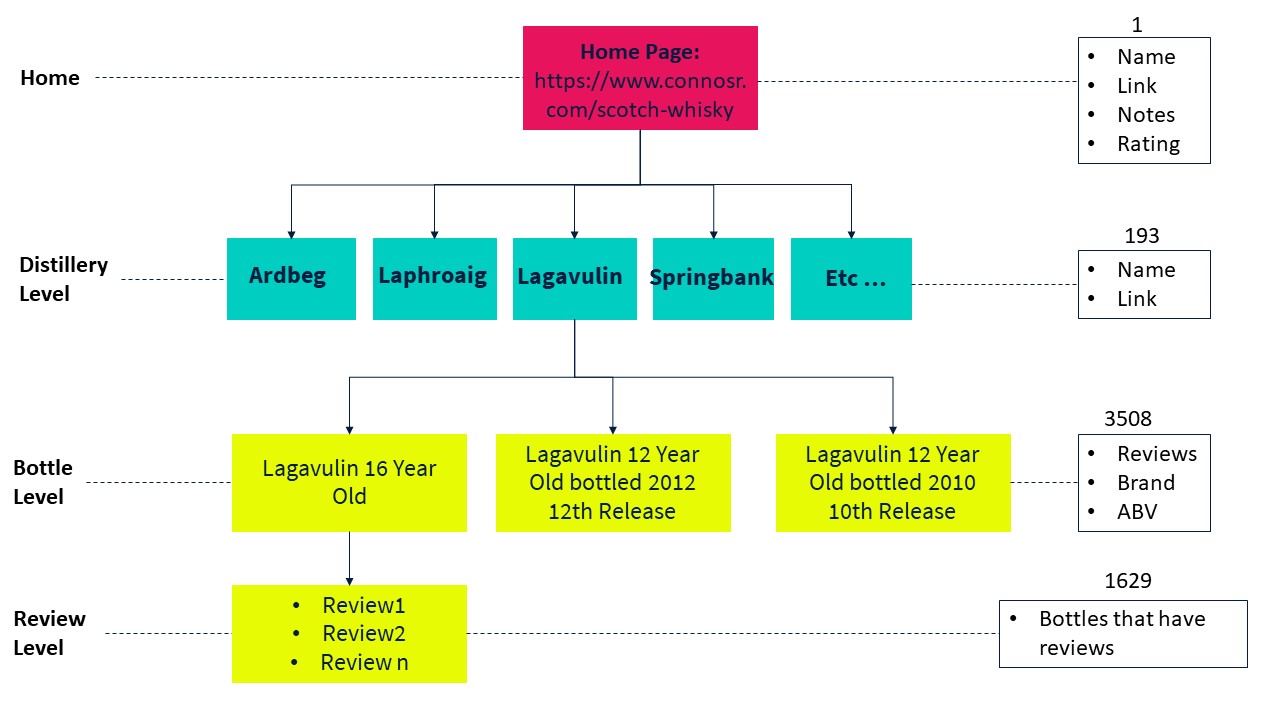 1
Home Page:
https://www.connosr.
com/scotch-whisky
Home
• Name
• Link
• Notes
• Rating
193
Distillery
Level
Ardbeg
Laphroaig
Lagavulin
Springbank
Etc ...
• Name
• Link
3508
Bottle
Level
Lagavulin 16 Year
Old
Lagavulin 12 Year
Old bottled 2012
12th Release
Lagavulin 12 Year
Old bottled 2010
10th Release
• Reviews
• Brand
• ABV
1629
Review
Level
• Review1
• Review2
• Review n
• Bottles that have
reviews